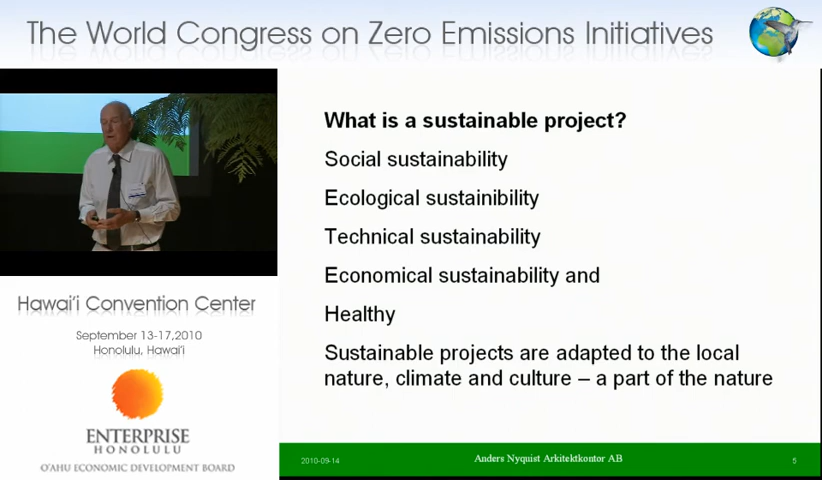 The World Congress on Zero Emissions Initiatives
What is a sustainable project?
Social sustainability
Ecological sustainibility
Technical sustainability
Economical sustainability and
Healthy
Sustainable projects are adapted to the local
nature, climate and culture – a part of the nature
Hawai'i Convention Center
September 13-17,2010
Honolulu, Hawai'i
ENTERPRISE
HONOLULU
O'AHU ECONOMIC DEVELOPMENT BOARD
2010-09-14
Anders Nyquist Arkitektkontor AB
5